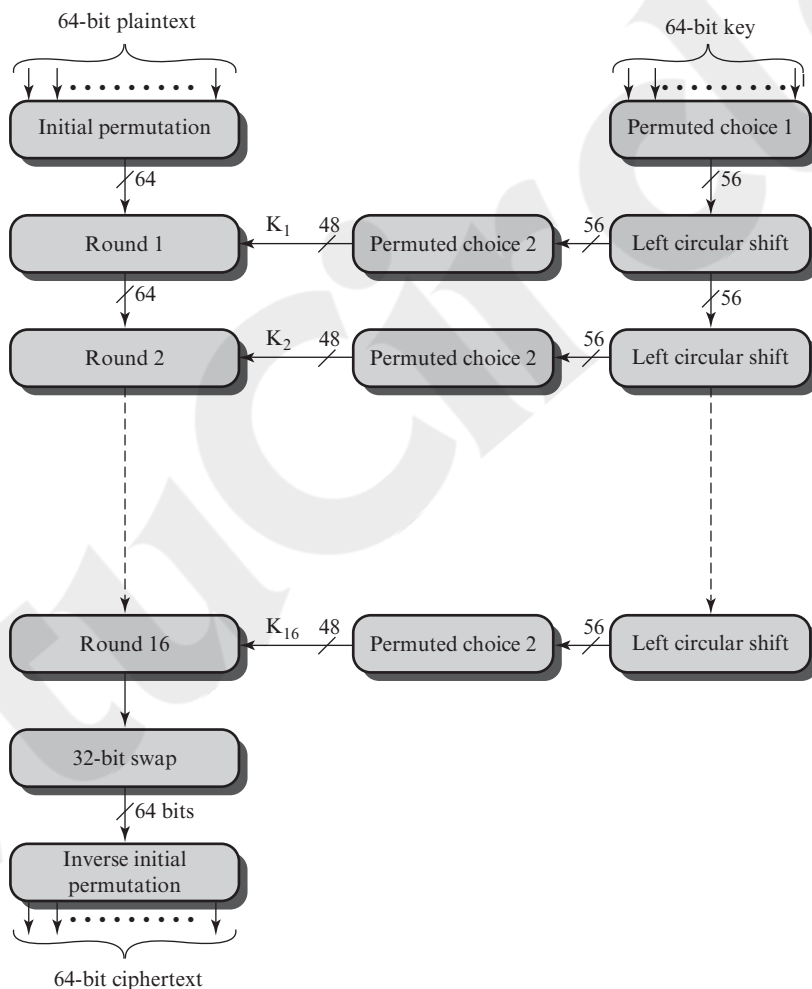 64-bit plaintext
64-bit key
Initial permutation
Permuted choice 1
64
56
Round 1
K1
48
Permuted choice 2
56
Left circular shift
64
56
Round 2
K2
48
Permuted choice 2
56
Left circular shift
Round 16
K16
48
Permuted choice 2
56
Left circular shift
32-bit swap
64 bits
Inverse initial
permutation
64-bit ciphertext